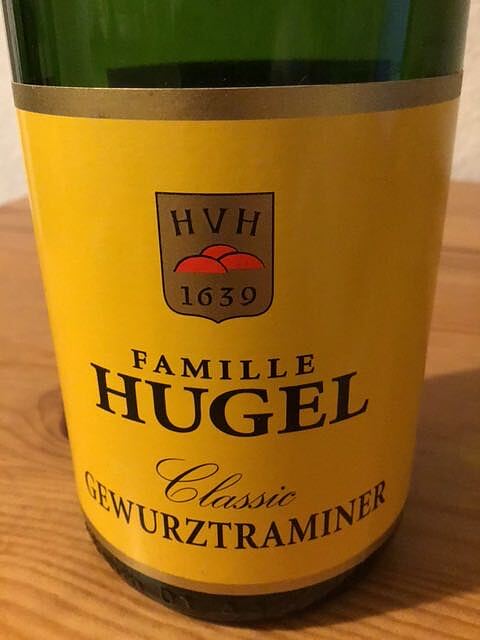 HVH
1639
FAMILLE
HUGEL
Classic
GEWURZTRAMINER